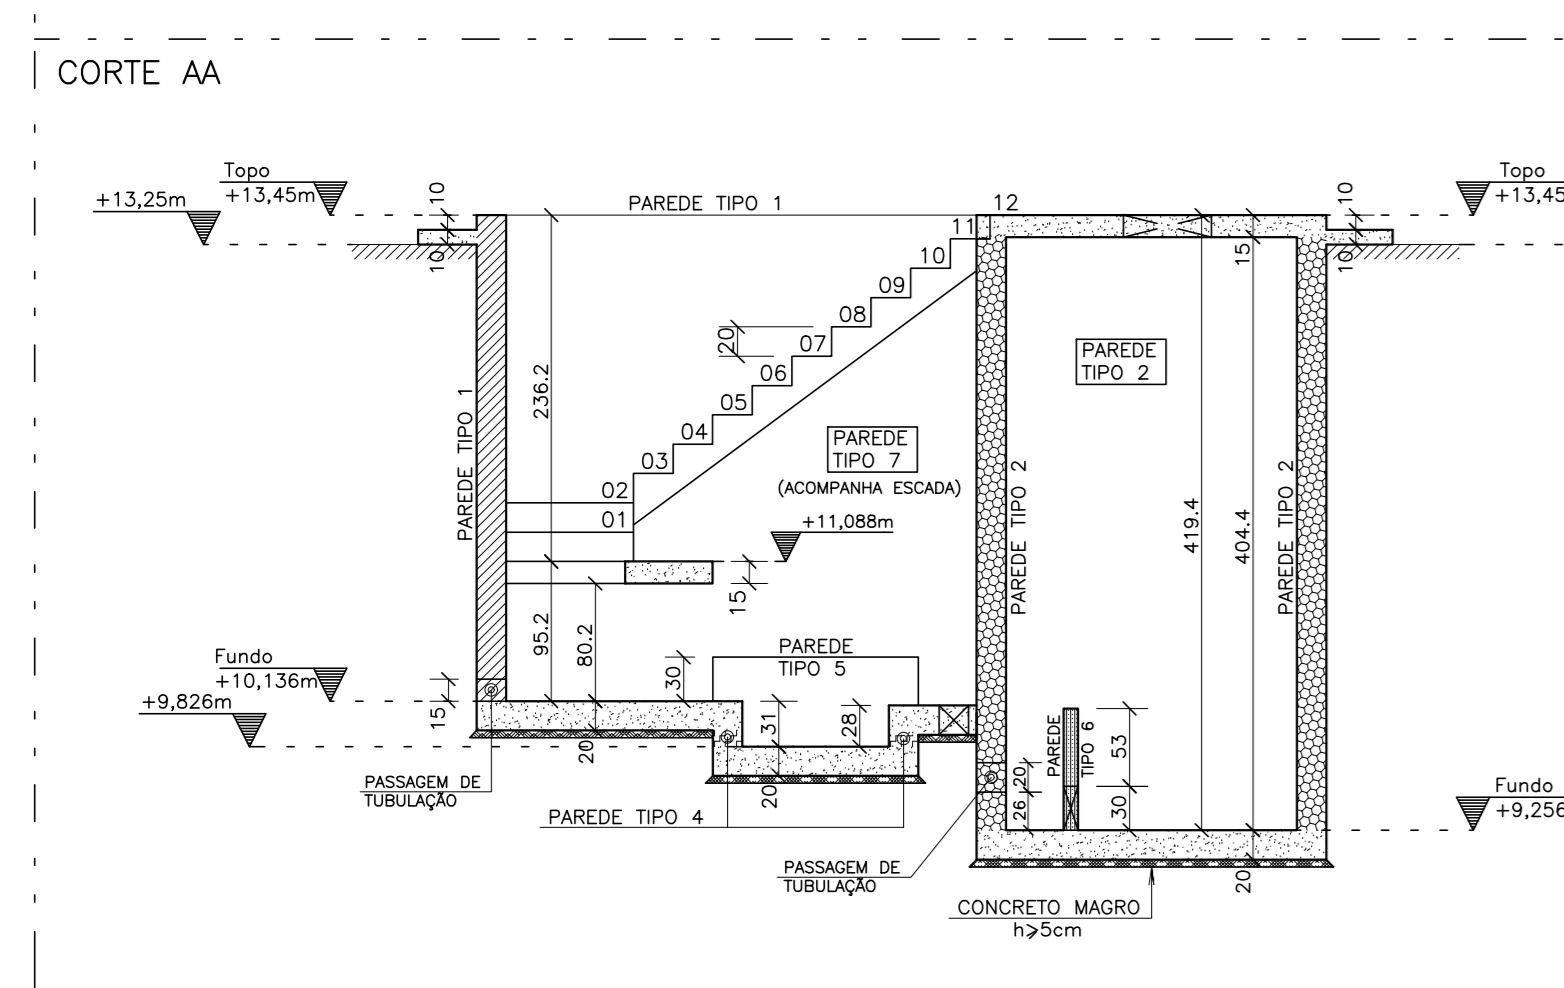 CORTE AA
Topo
+13,45m
+13,25m
10
10
PAREDE TIPO 1
12
11
10
09
08
07
06
05
04
03
02
01
20
236.2
PAREDE TIPO 1
PAREDE
TIPO 7
(ACOMPANHA ESCADA)
+11,088m
15
95.2
80.2
30
PAREDE
TIPO 5
Fundo
+10,136m
+9,826m
15
20
31
28
20
PASSAGEM DE
TUBULAÇÃO
PAREDE TIPO 4
PASSAGEM DE
TUBULAÇÃO
Topo
+13,45
10
10
15
PAREDE
TIPO 2
PAREDE TIPO 2
PAREDE TIPO 2
419.4
404.4
PAREDE
TIPO 6
53
30
20
26
Fundo
+9,256
20
CONCRETO MAGRO
h⩾5cm